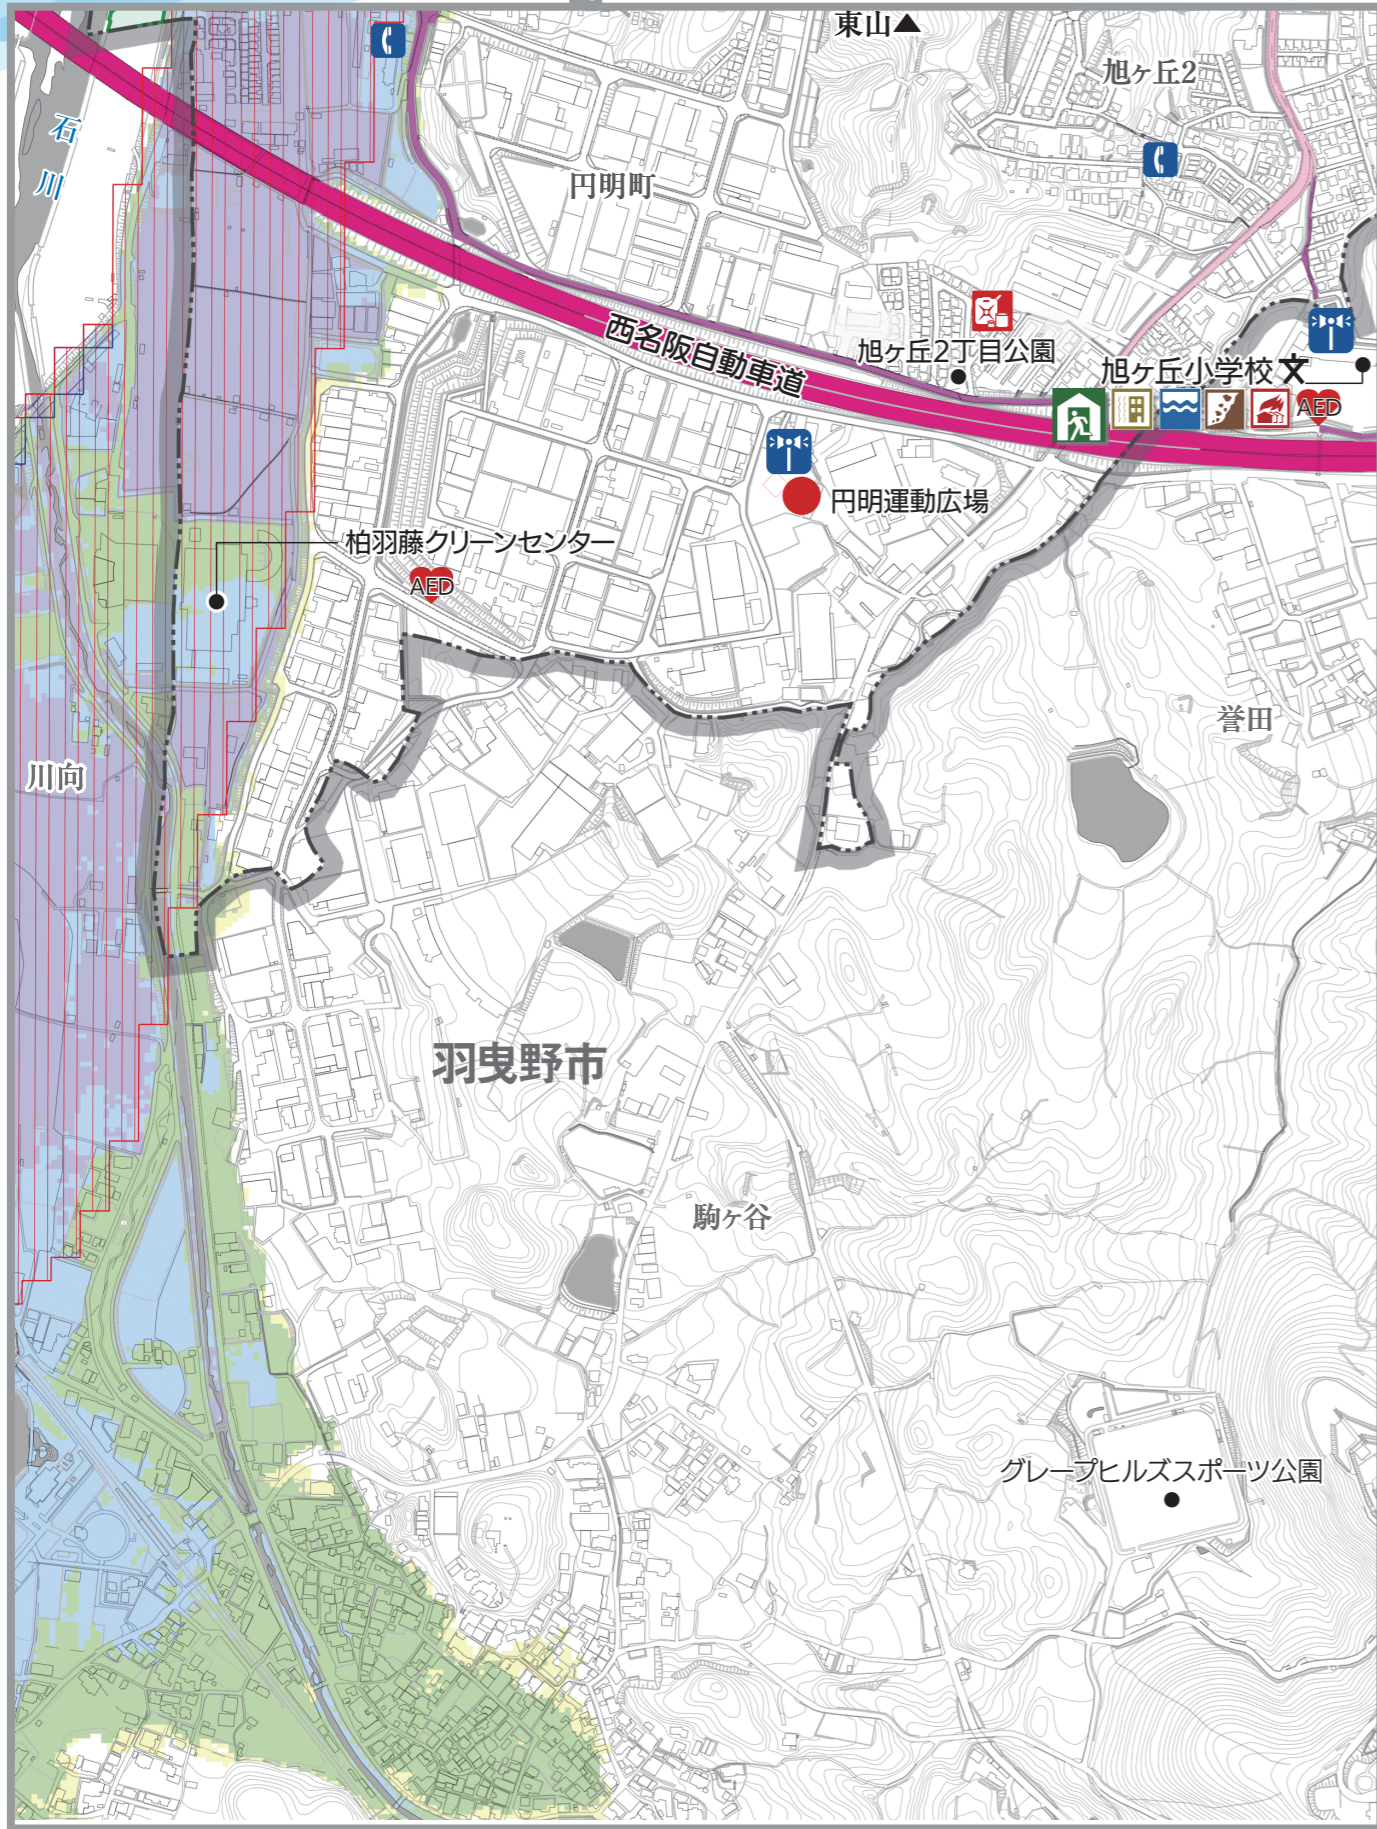 東山▲
旭ヶ丘2
石川
円明町
西名阪自動車道
旭ヶ丘2丁目公園
旭ヶ丘小学校
AED
円明運動広場
柏羽藤クリーンセンター
AED
誉田
川向
羽曳野市
駒ヶ谷
グレープヒルズスポーツ公園